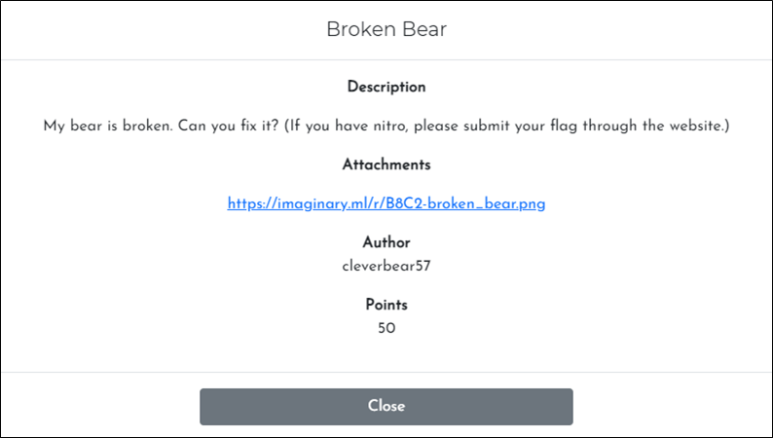 Broken Bear
Description
My bear is broken. Can you fix it? (If you have nitro, please submit your flag through the website.)
Attachments
https://imaginary.ml/r/B8C2-broken_bear.png
Author
cleverbear57
Points
50
Close